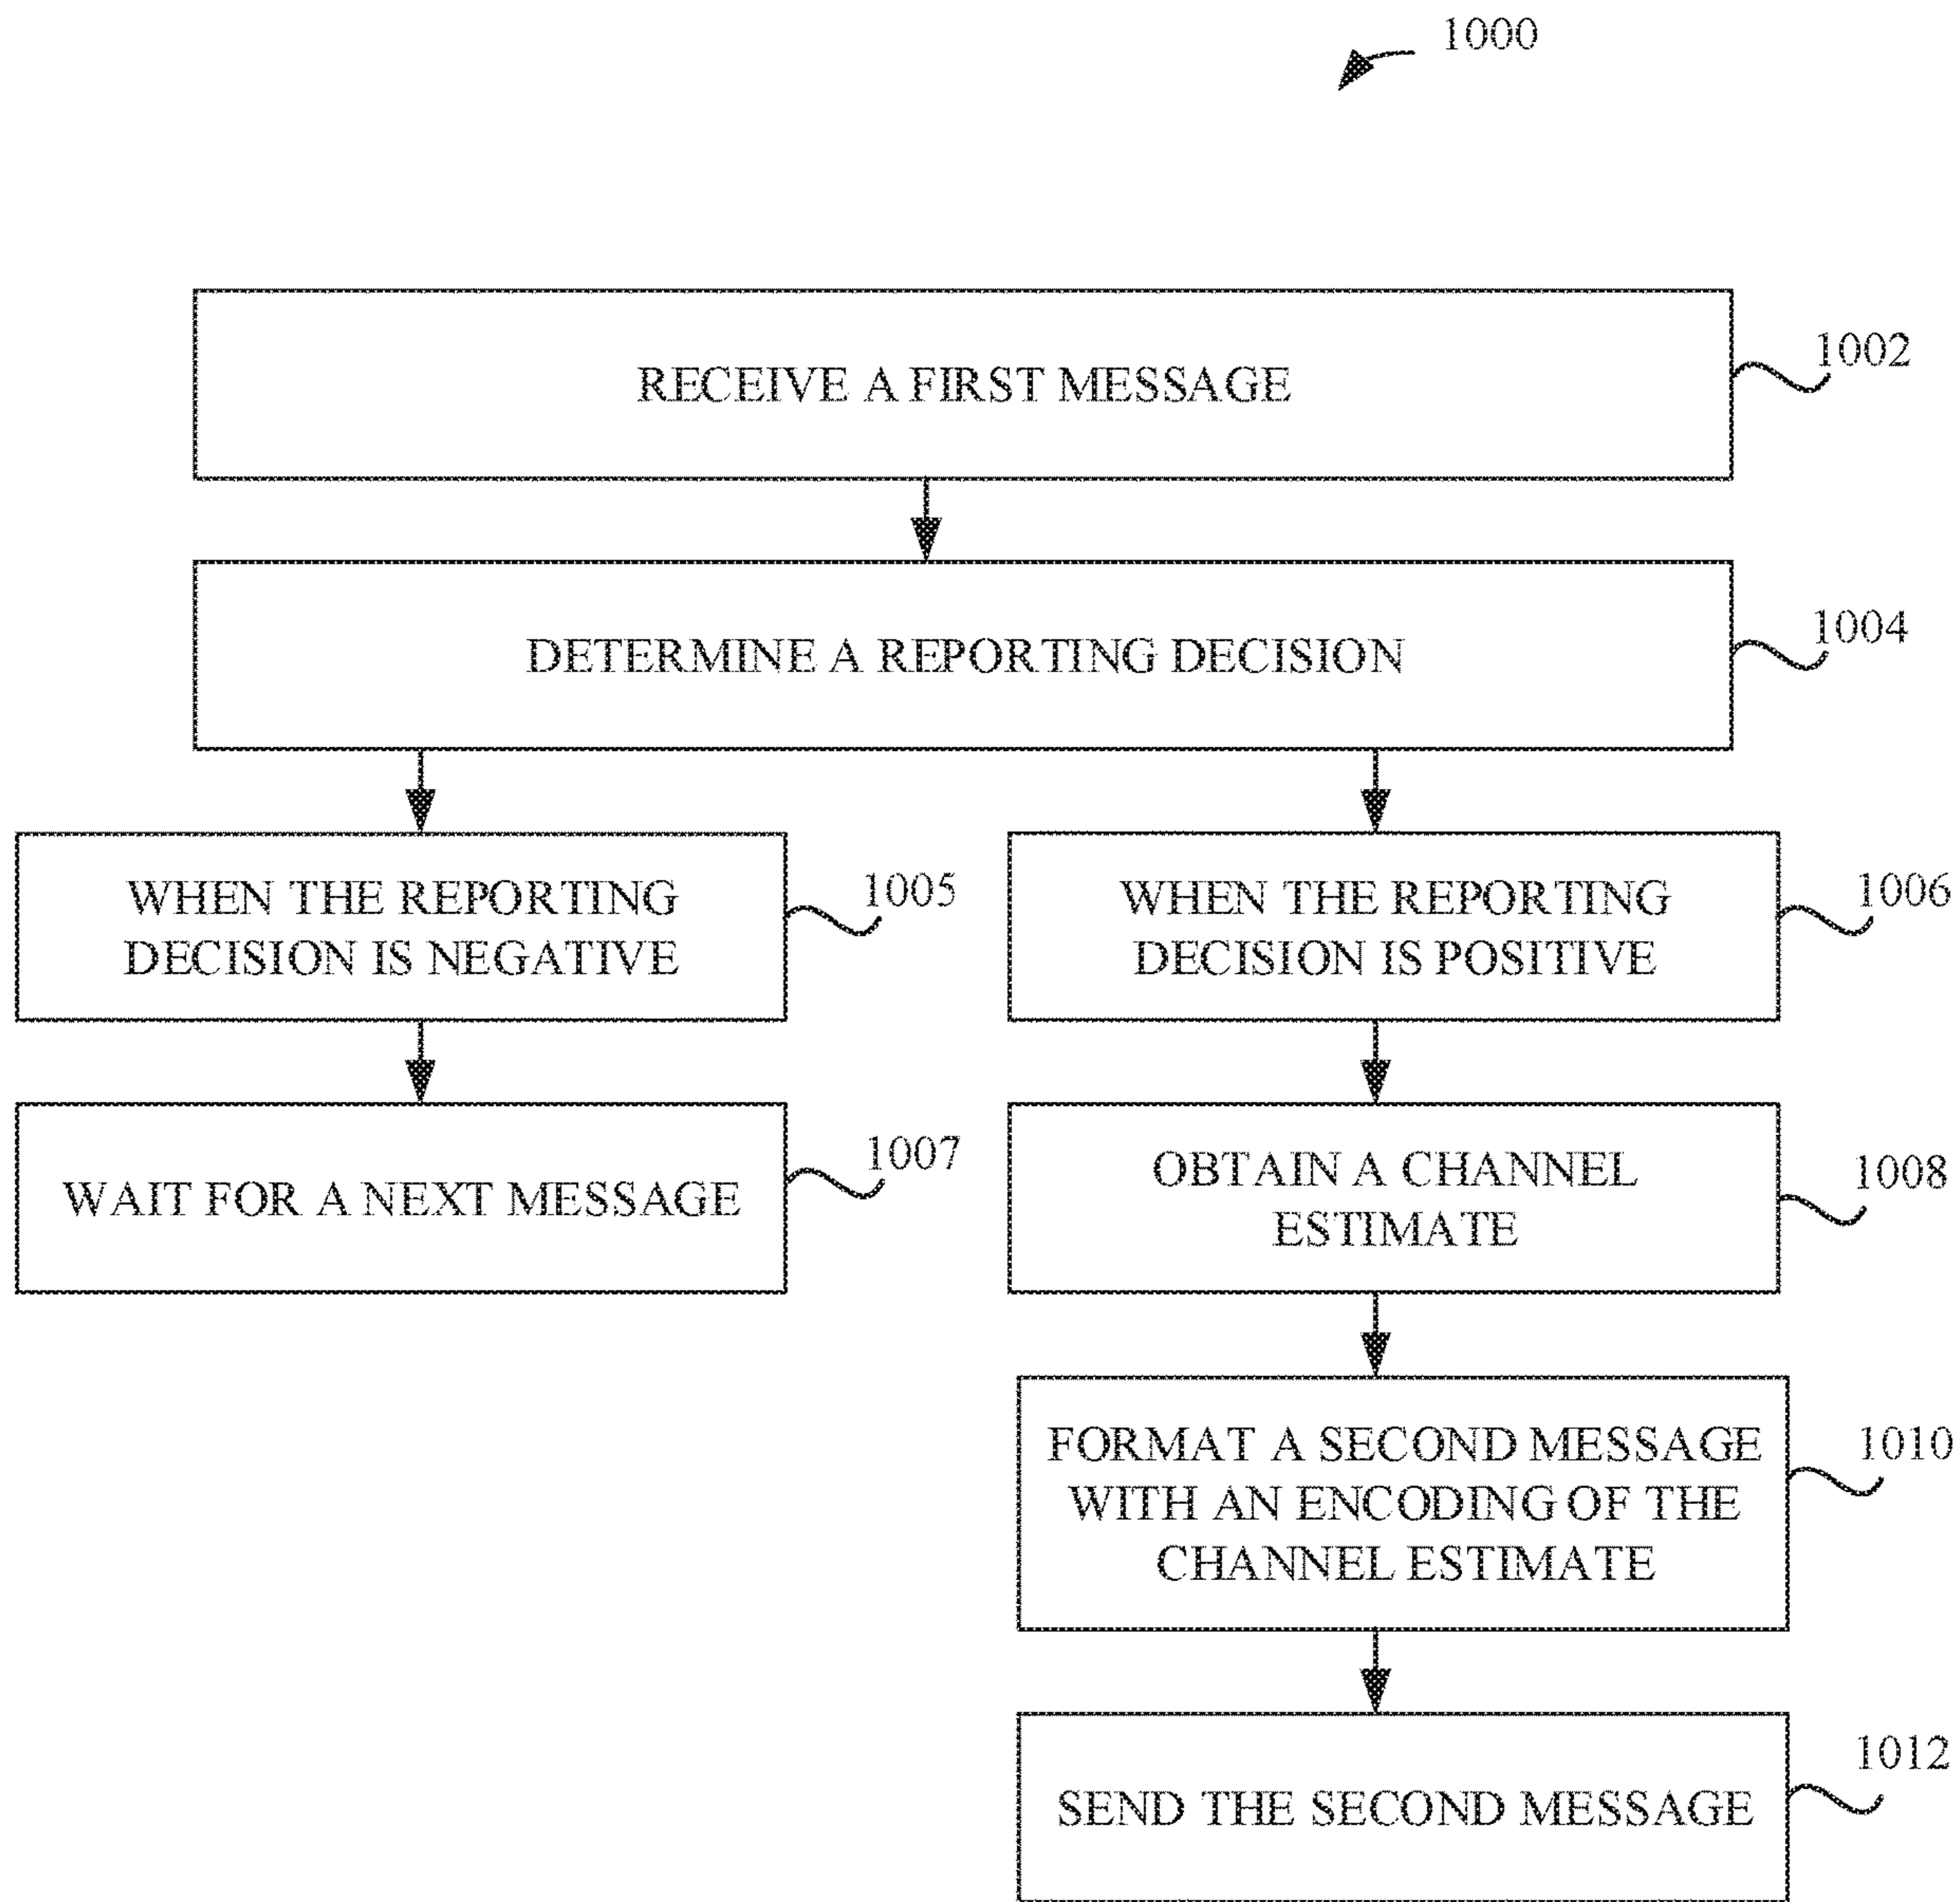 1000
RECEIVE A FIRST MESSAGE
1002
DETERMINE A REPORTING DECISION
1004
WHEN THE REPORTING
DECISION IS NEGATIVE
1005
WHEN THE REPORTING
DECISION IS POSITIVE
1006
WAIT FOR A NEXT MESSAGE
1007
OBTAIN A CHANNEL
ESTIMATE
1008
FORMAT A SECOND MESSAGE
WITH AN ENCODING OF THE
CHANNEL ESTIMATE
1010
SEND THE SECOND MESSAGE
1012